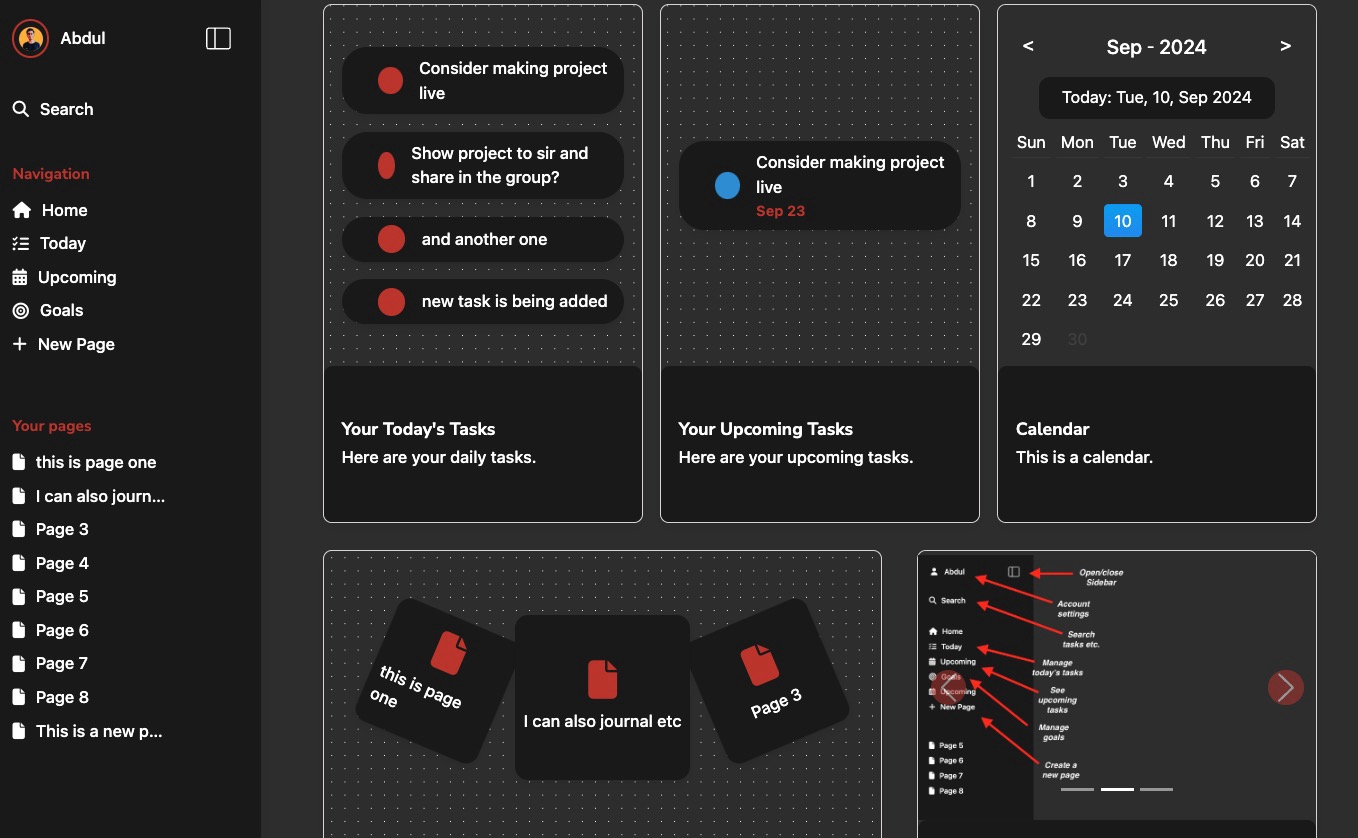 Abdul
Search
Navigation
Home
Today
Upcoming
Goals
New Page
Your pages
this is page one
I can also journ...
Page 3
Page 4
Page 5
Page 6
Page 7
Page 8
This is a new p...
Consider making project
live
Show project to sir and
share in the group?
and another one
new task is being added
Your Today's Tasks
Here are your daily tasks.
Consider making project
live
Sep 23
Your Upcoming Tasks
Here are your upcoming tasks.
< Sep - 2024 >
Today: Tue, 10, Sep 2024
Sun Mon Tue Wed Thu Fri Sat
1 2 3 4 5 6 7
8 9 10 11 12 13 14
15 16 17 18 19 20 21
22 23 24 25 26 27 28
29 30
Calendar
This is a calendar.
this is page
one
I can also journal etc
Page 3
Abdul
Search
Home
Today
Upcoming
Goals
Upcoming
New Page
Page 5
Page 6
Page 7
Page 8
Open/close
Sidebar
Account
settings
Search
tasks etc.
Manage
today's tasks
See
upcoming
tasks
Manage
goals
Create a
new page